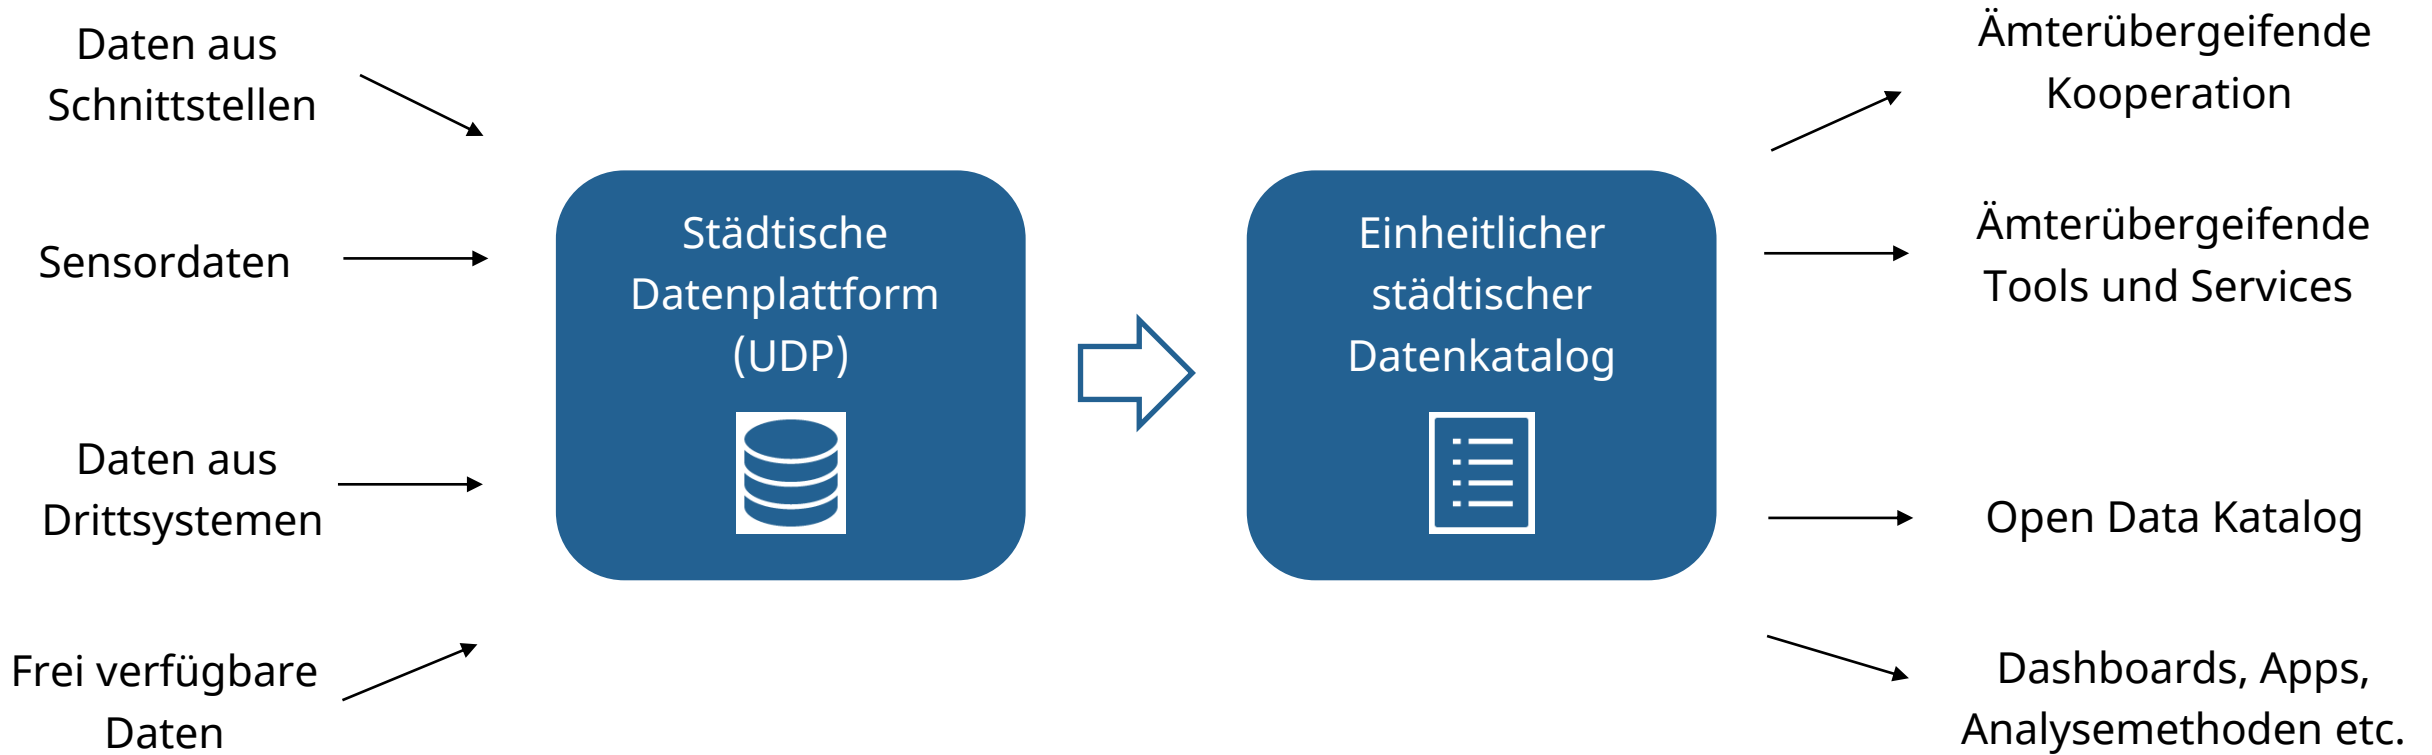 Daten aus
Schnittstellen
Sensordaten
Daten aus
Drittsystemen
Frei verfügbare
Daten
Städtische
Datenplattform
(UDP)
Einheitlicher
städtischer
Datenkatalog
Ämterübergeifende
Kooperation
Ämterübergeifende
Tools und Services
Open Data Katalog
Dashboards, Apps,
Analysemethoden etc.